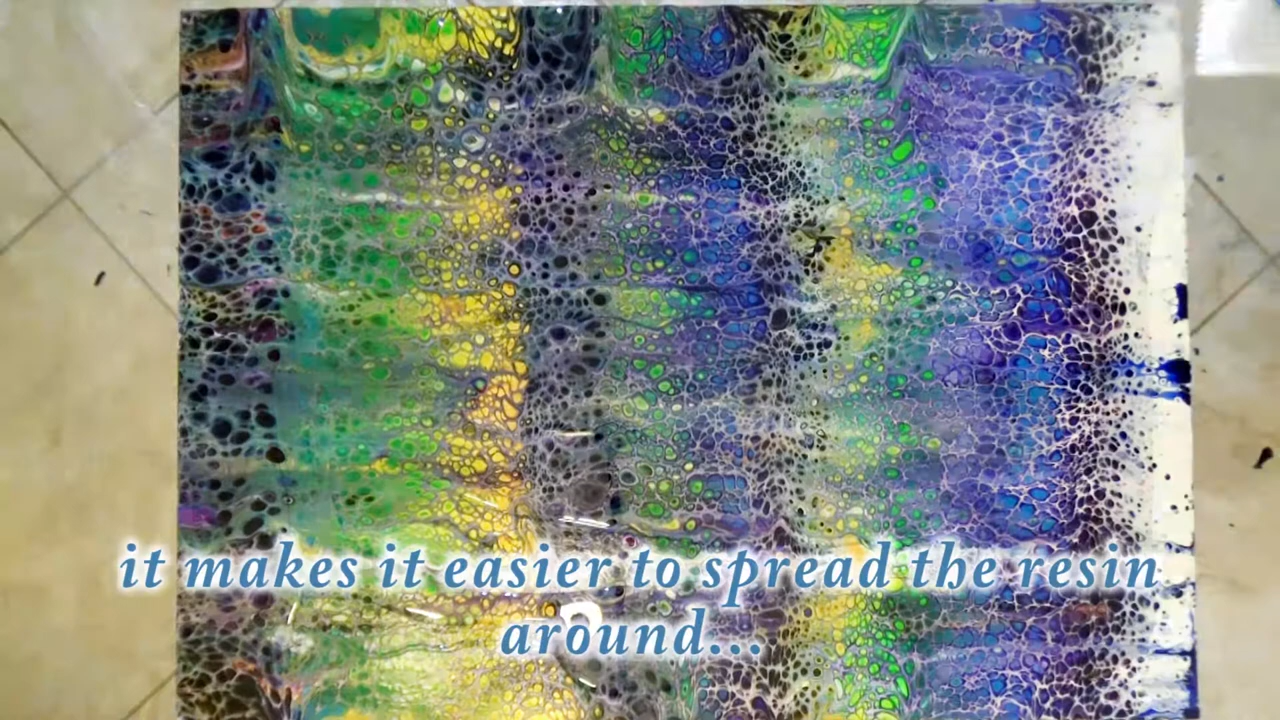 it makes it easier to spread the resin
around...